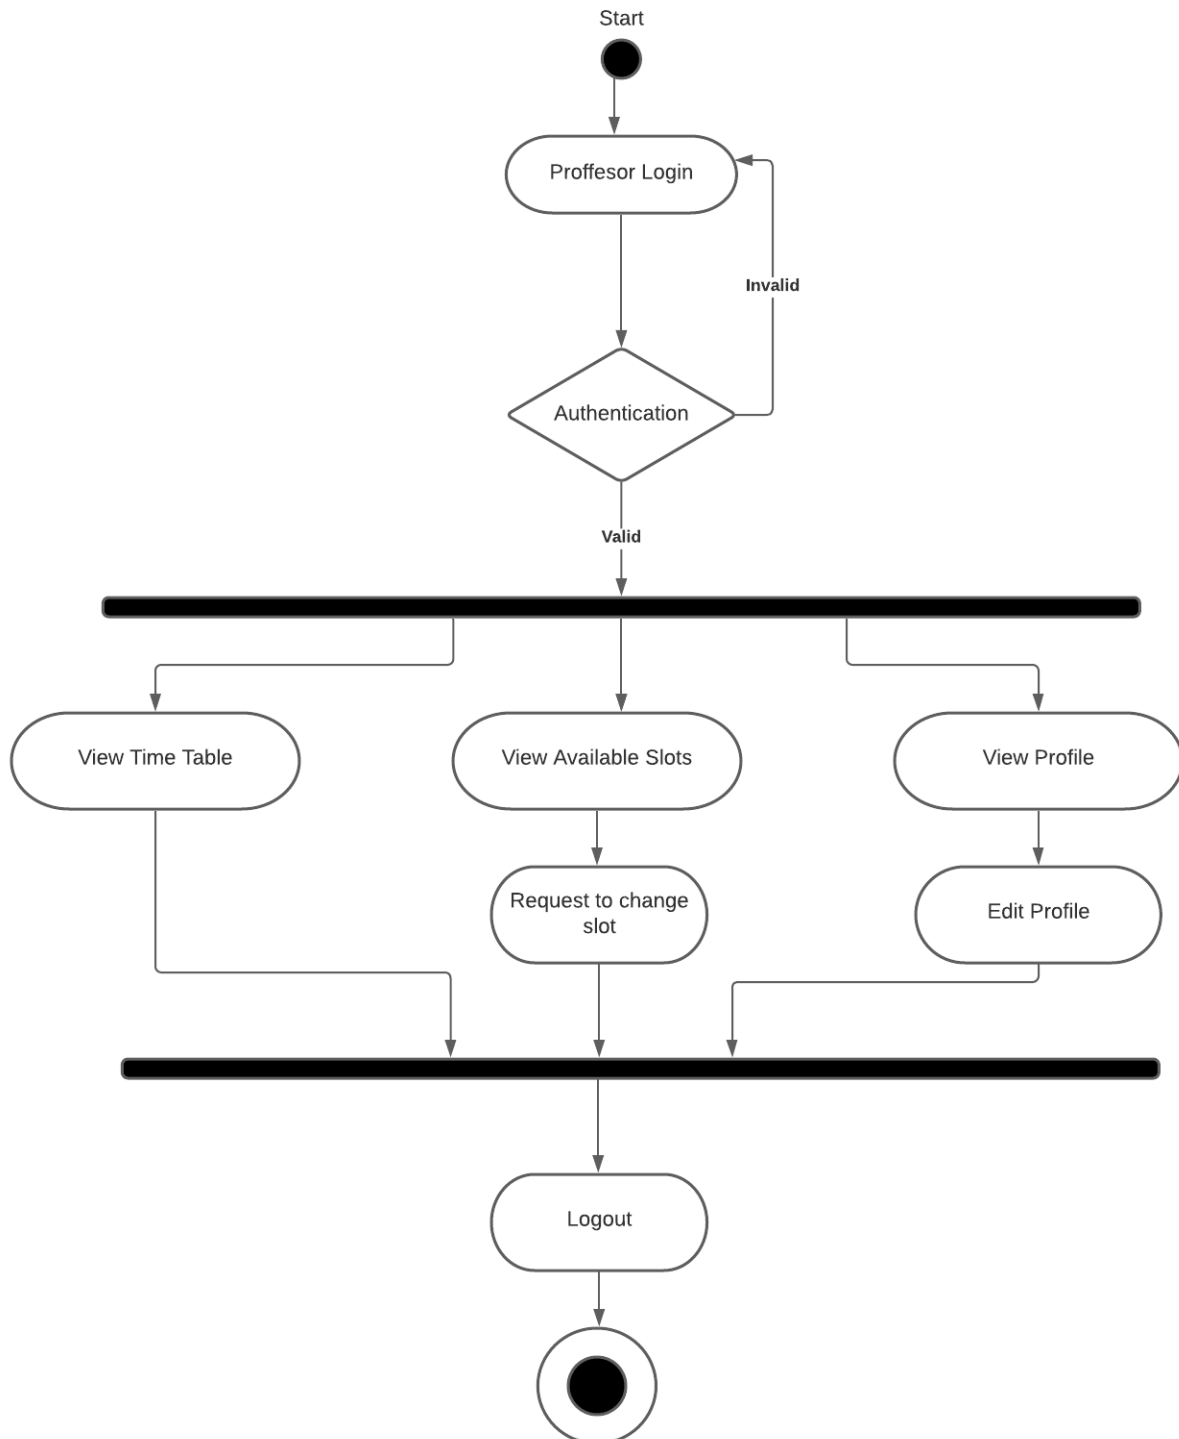 Start
Proffesor Login
Invalid
Authentication
Valid
View Time Table
View Available Slots
View Profile
Request to change
slot
Edit Profile
Logout